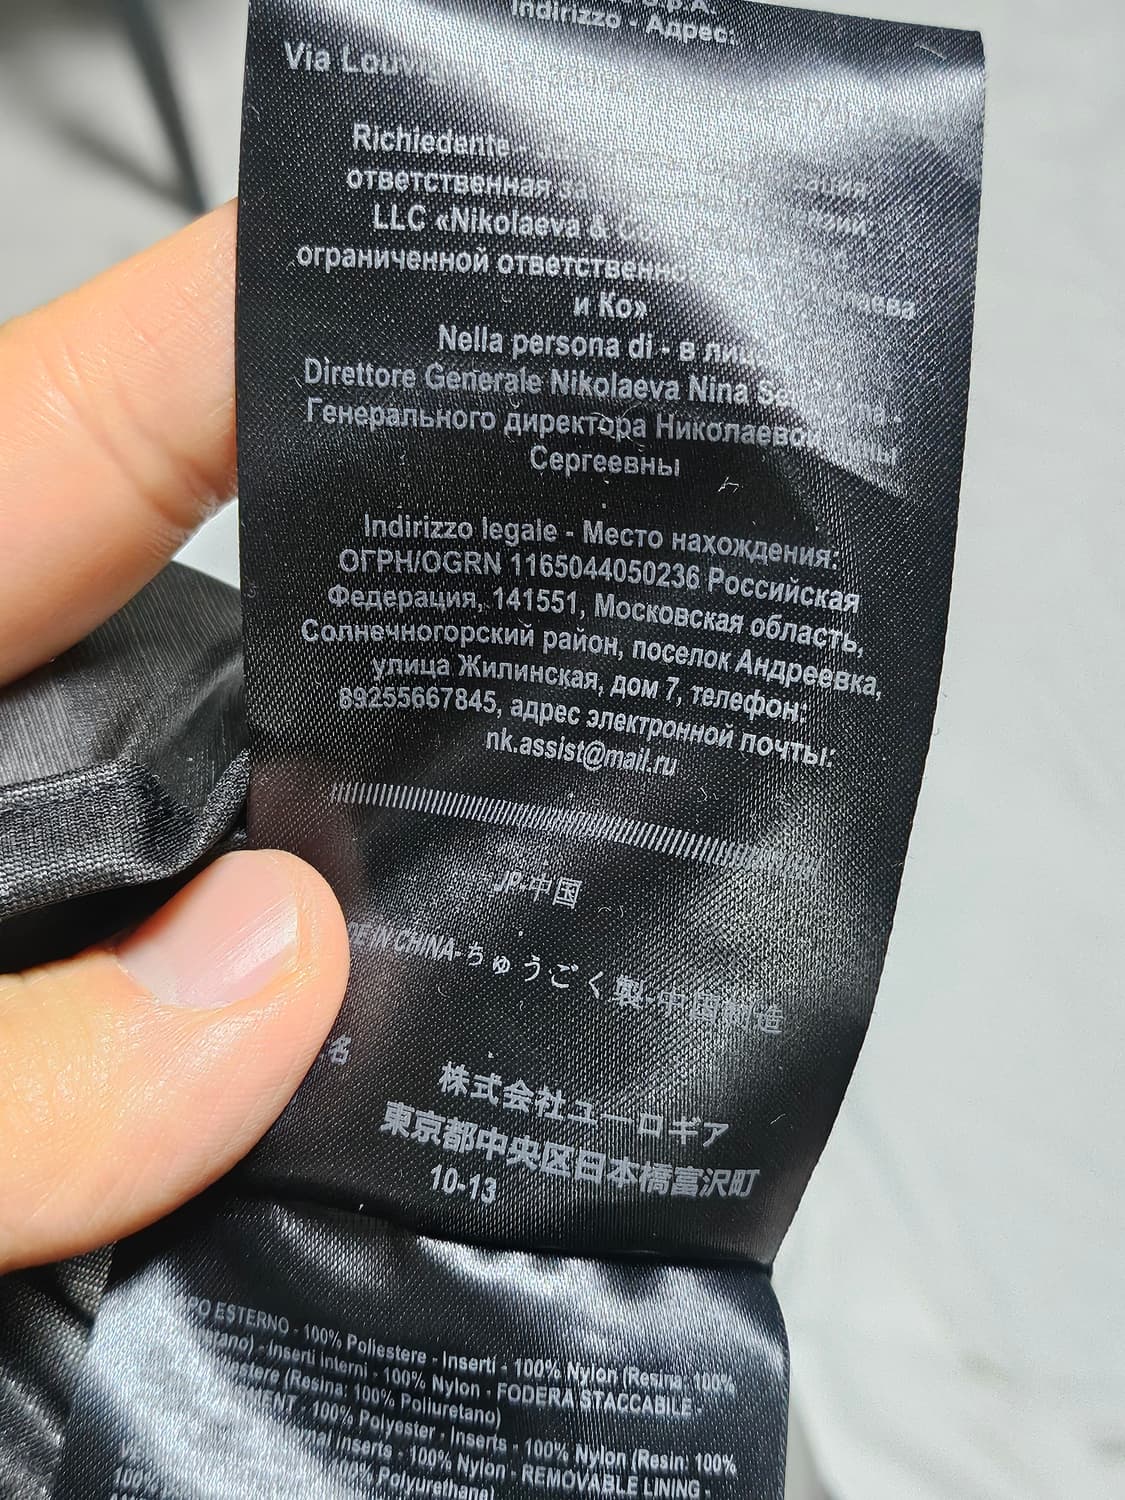 Indirizzo - Адрес:
Via
Richiedente -
ответственная
LLC «Nikolaeva &
ограниченной
и Ко»
Nella persona di - в
Direttore Generale Nikolaeva Nina
Генерального директора
Сергеевны
Indirizzo legale - Место нахождения:
ОГРН/OGRN 1165044050236 Российская
Федерация, 141551, Московская область,
Солнечногорский район, поселок Андреевка,
улица Жилинская, дом 7, телефон:
89255667845, адрес электронной почты:
nk.assist@mail.ru
JP-中国
IN CHINA-ちゅうごく製-中国制造
名
株式会社ユーロギア
東京都中央区日本橋富沢町
10-13
ESTERNO - 100% Poliestere - Inserti - 100% Nylon (Resina: 100%
- Inserti interni - 100% Nylon - FODERA STACCABILE:
(Resina: 100% Poliuretano)
100% Polyester - Inserts - 100% Nylon (Resin: 100%
Inserts - 100% Nylon - REMOVABLE LINING -
Polyurethane)